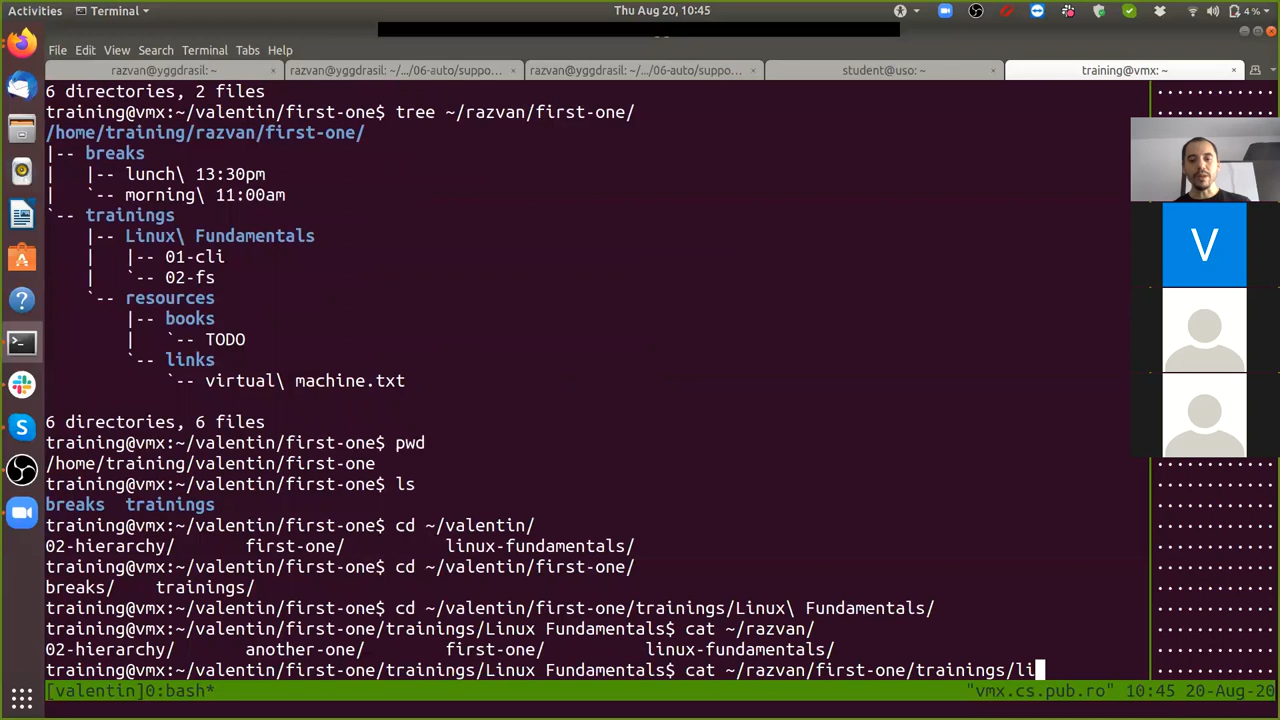 Activities Terminal Thu Aug 20, 10:45 4%
File Edit View Search Terminal Tabs Help
razvan@yggdrasil: ~ razvan@yggdrasil: ~/.../06-auto/suppo... razvan@yggdrasil: ~/.../06-auto/suppo... student@uso: ~ training@vmx: ~
6 directories, 2 files
training@vmx:~/valentin/first-one$ tree ~/razvan/first-one/
/home/training/razvan/first-one/
|-- breaks
|   |-- lunch\ 13:30pm
|   `-- morning\ 11:00am
`-- trainings
    |-- Linux\ Fundamentals
    |   |-- 01-cli
    |   `-- 02-fs
    `-- resources
        |-- books
        |   `-- TODO
        `-- links
            `-- virtual\ machine.txt
6 directories, 6 files
training@vmx:~/valentin/first-one$ pwd
/home/training/valentin/first-one
training@vmx:~/valentin/first-one$ ls
breaks  trainings
training@vmx:~/valentin/first-one$ cd ~/valentin/
02-hierarchy/ first-one/ linux-fundamentals/
training@vmx:~/valentin/first-one$ cd ~/valentin/first-one/
breaks/ trainings/
training@vmx:~/valentin/first-one$ cd ~/valentin/first-one/trainings/Linux\ Fundamentals/
training@vmx:~/valentin/first-one/trainings/Linux Fundamentals$ cat ~/razvan/
02-hierarchy/ another-one/ first-one/ linux-fundamentals/
training@vmx:~/valentin/first-one/trainings/Linux Fundamentals$ cat ~/razvan/first-one/trainings/li
[valentin]0:bash* "vmx.cs.pub.ro" 10:45 20-Aug-20
V